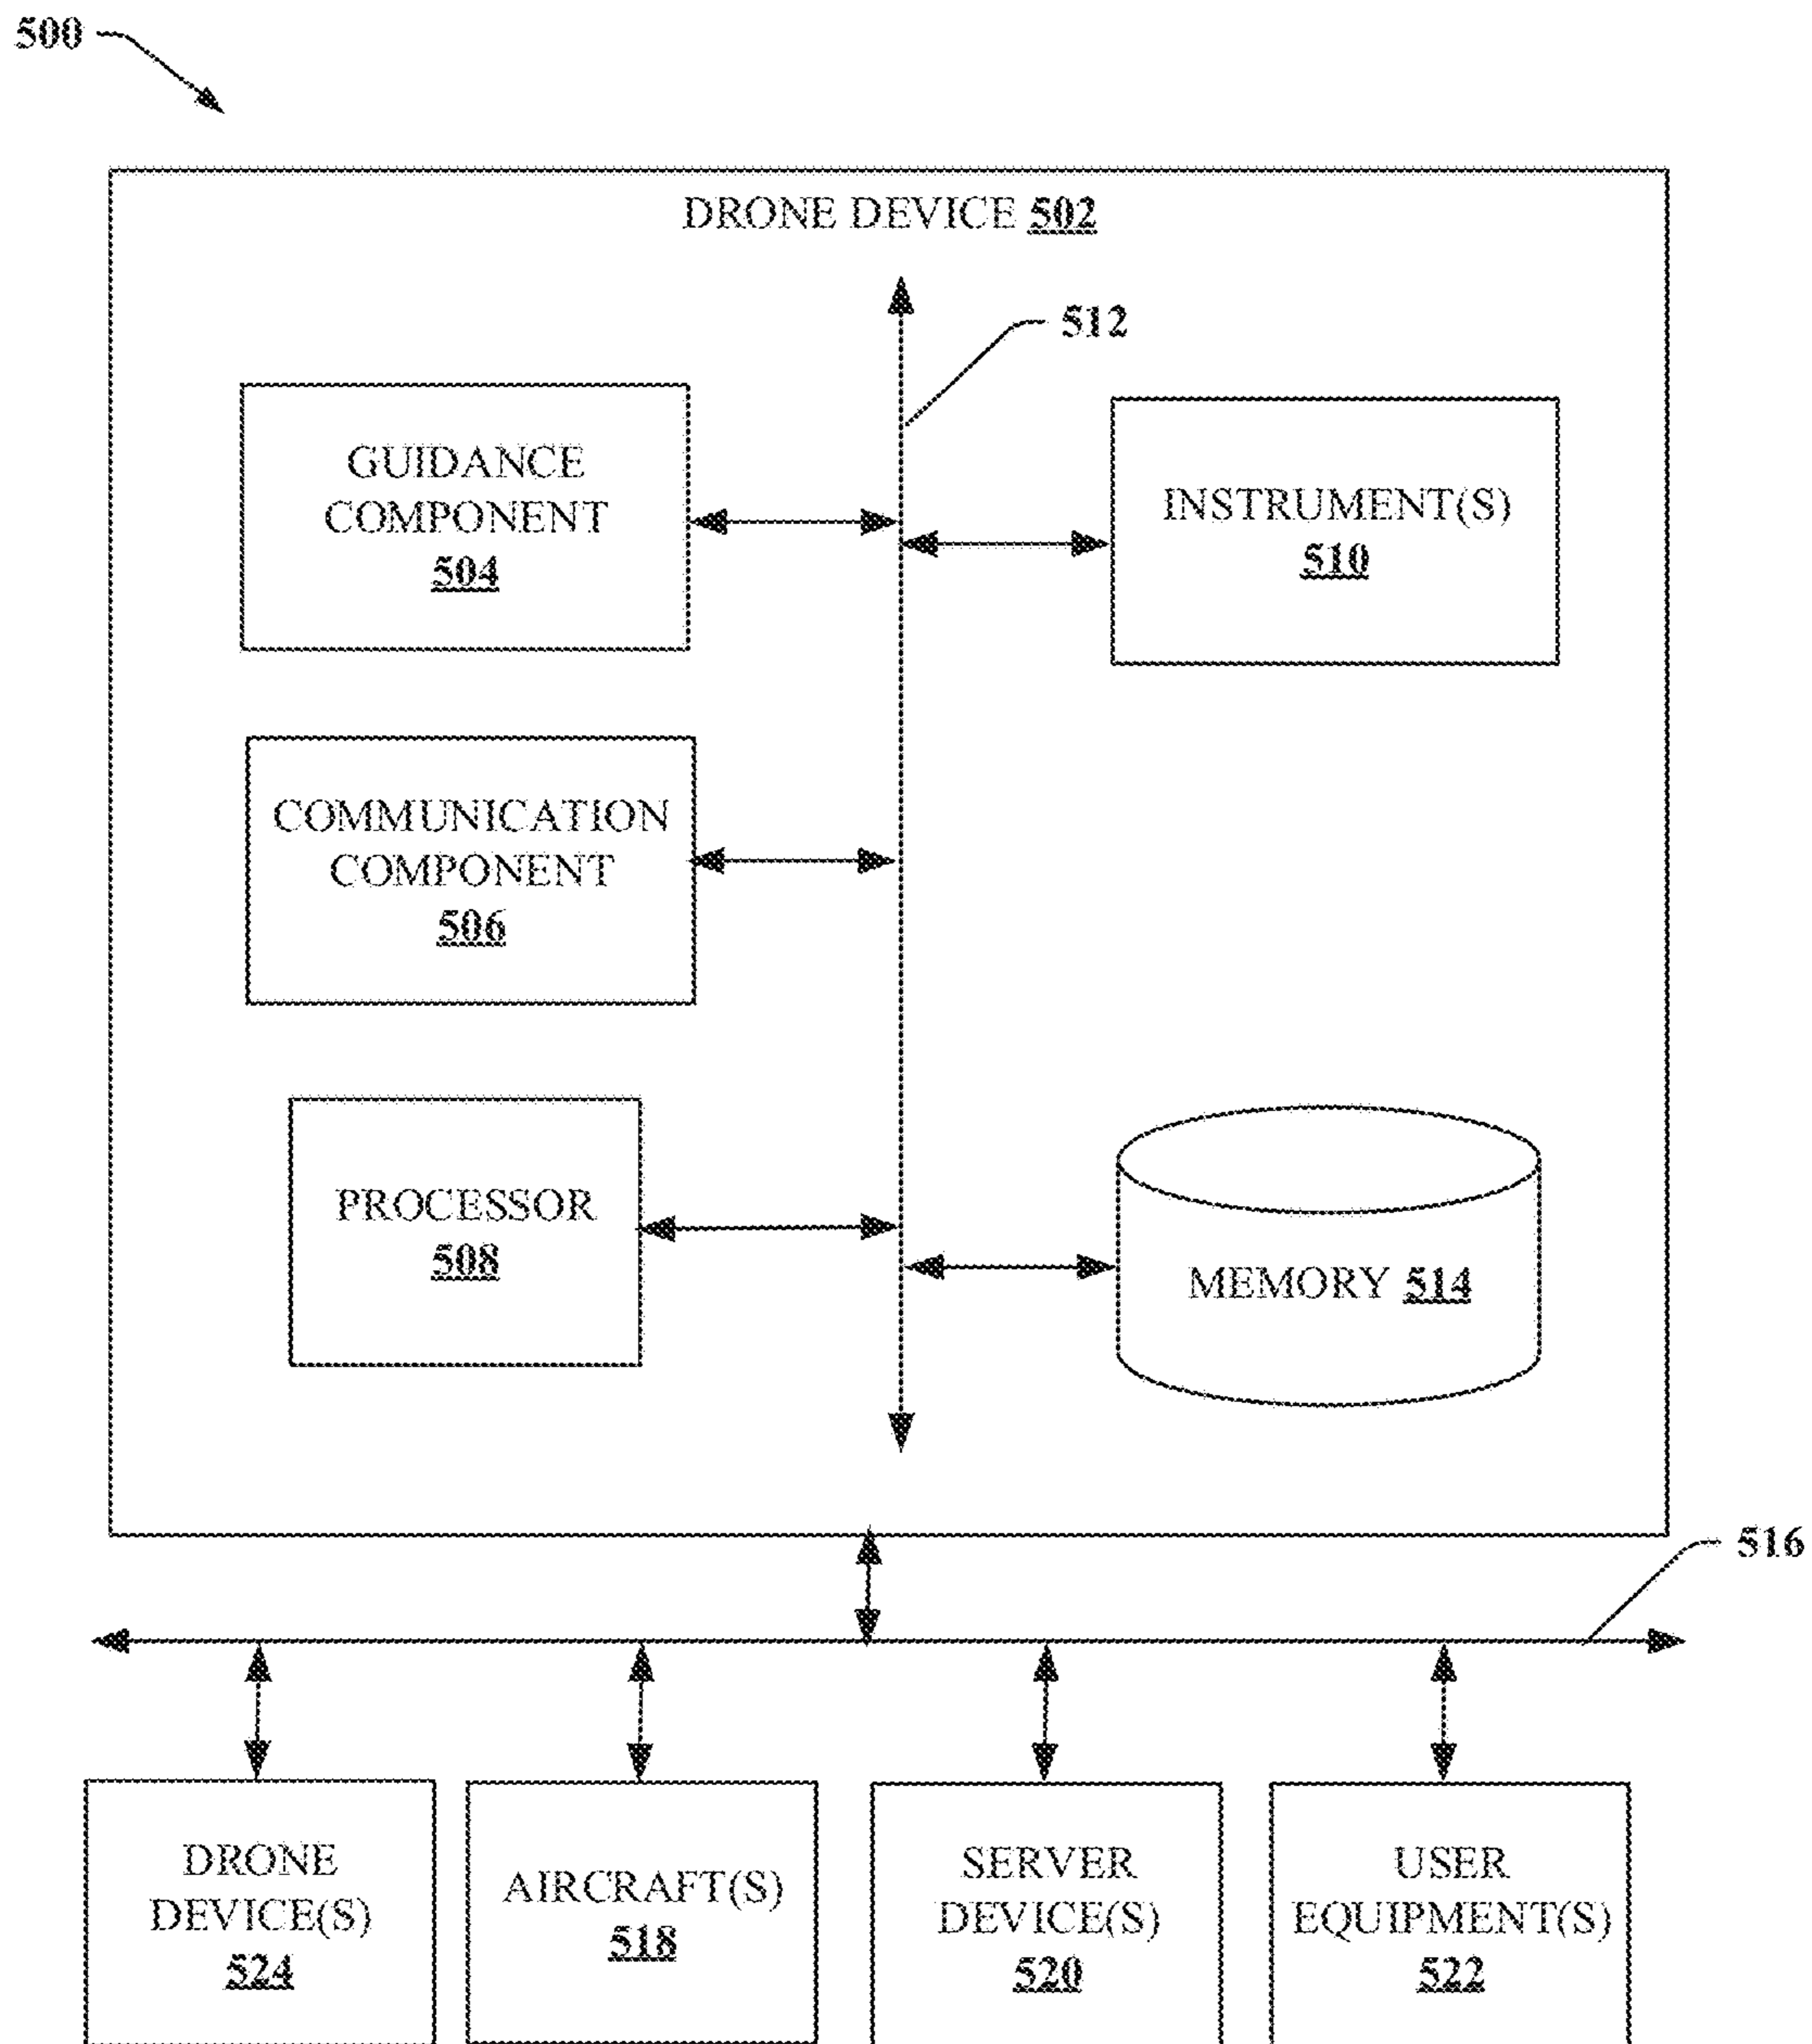 500
DRONE DEVICE 502
512
GUIDANCE
COMPONENT
504
INSTRUMENT(S)
510
COMMUNICATION
COMPONENT
506
PROCESSOR
508
MEMORY 514
516
DRONE
DEVICE(S)
524
AIRCRAFT(S)
518
SERVER
DEVICE(S)
520
USER
EQUIPMENT(S)
522